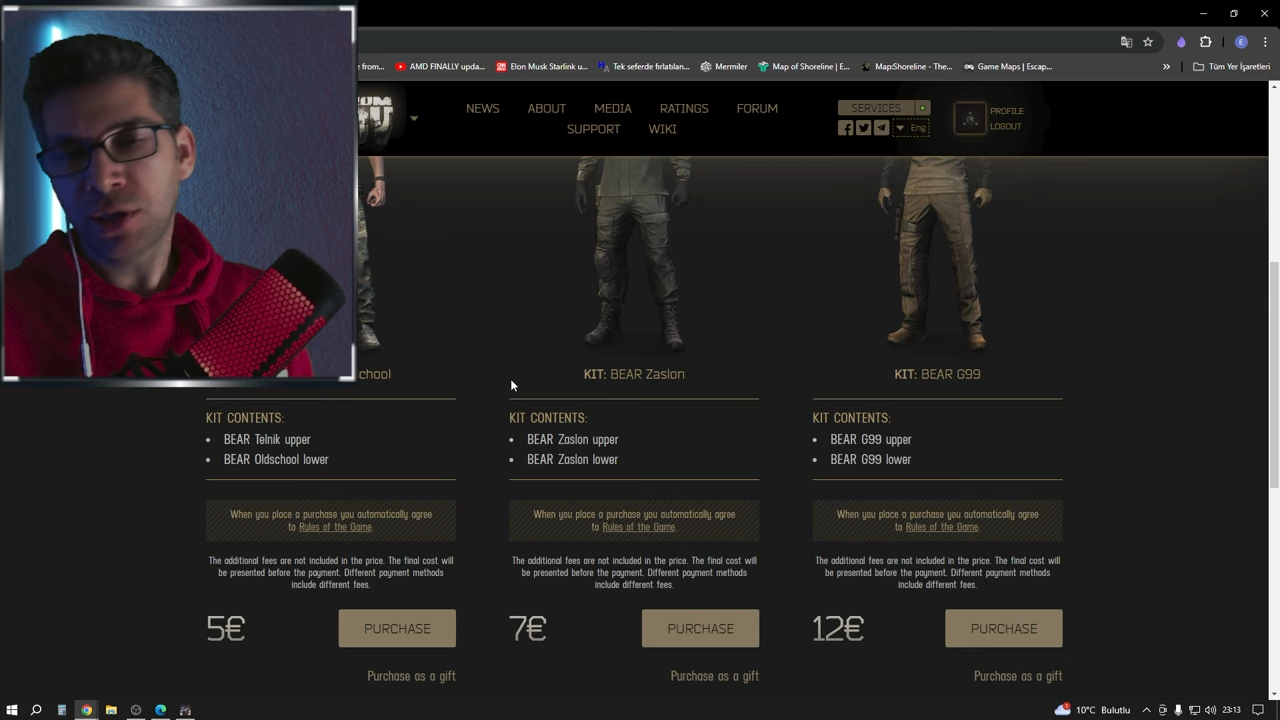 e from...
AMD FINALLY upda...
Elon Musk Starlink u...
Tek seferde fırlatılan...
Mermiler
Map of Shoreline | E...
Map:Shoreline - The...
Game Maps | Escap...
»
Tüm Yer İşaretleri
E
NEWS ABOUT MEDIA RATINGS FORUM
SUPPORT WIKI
SERVICES
Eng
PROFILE
LOGOUT
chool
KIT CONTENTS:
• BEAR Telnik upper
• BEAR Oldschool lower
When you place a purchase you automatically agree
to Rules of the Game.
The additional fees are not included in the price. The final cost will
be presented before the payment. Different payment methods
include different fees.
5€ PURCHASE
Purchase as a gift
KIT: BEAR Zaslon
KIT CONTENTS:
• BEAR Zaslon upper
• BEAR Zaslon lower
When you place a purchase you automatically agree
to Rules of the Game.
The additional fees are not included in the price. The final cost will
be presented before the payment. Different payment methods
include different fees.
7€ PURCHASE
Purchase as a gift
KIT: BEAR G99
KIT CONTENTS:
• BEAR G99 upper
• BEAR G99 lower
When you place a purchase you automatically agree
to Rules of the Game.
The additional fees are not included in the price. The final cost will
be presented before the payment. Different payment methods
include different fees.
12€ PURCHASE
Purchase as a gift
1
10°C Bulutlu
23:13